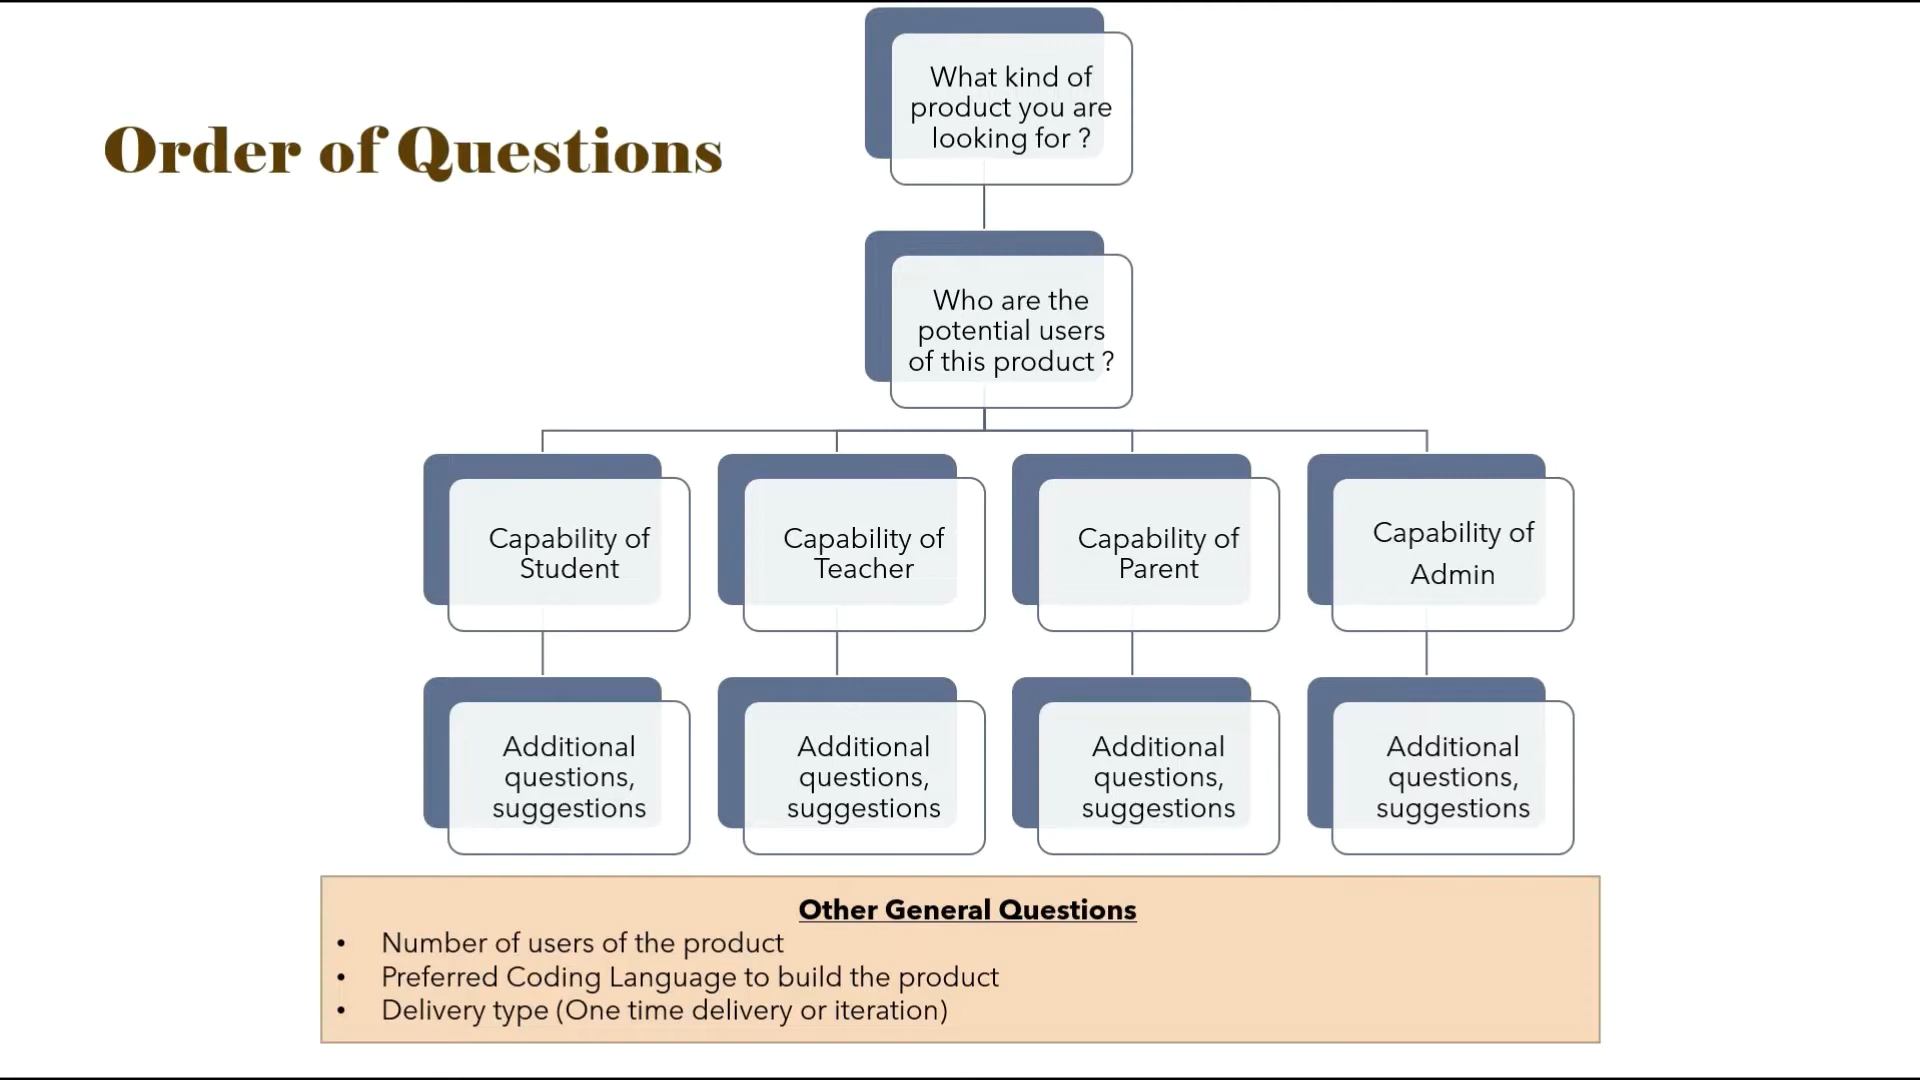 Order of Questions
What kind of
product you are
looking for ?
Who are the
potential users
of this product ?
Capability of
Student
Capability of
Teacher
Capability of
Parent
Capability of
Admin
Additional
questions,
suggestions
Additional
questions,
suggestions
Additional
questions,
suggestions
Additional
questions,
suggestions
Other General Questions
• Number of users of the product
• Preferred Coding Language to build the product
• Delivery type (One time delivery or iteration)